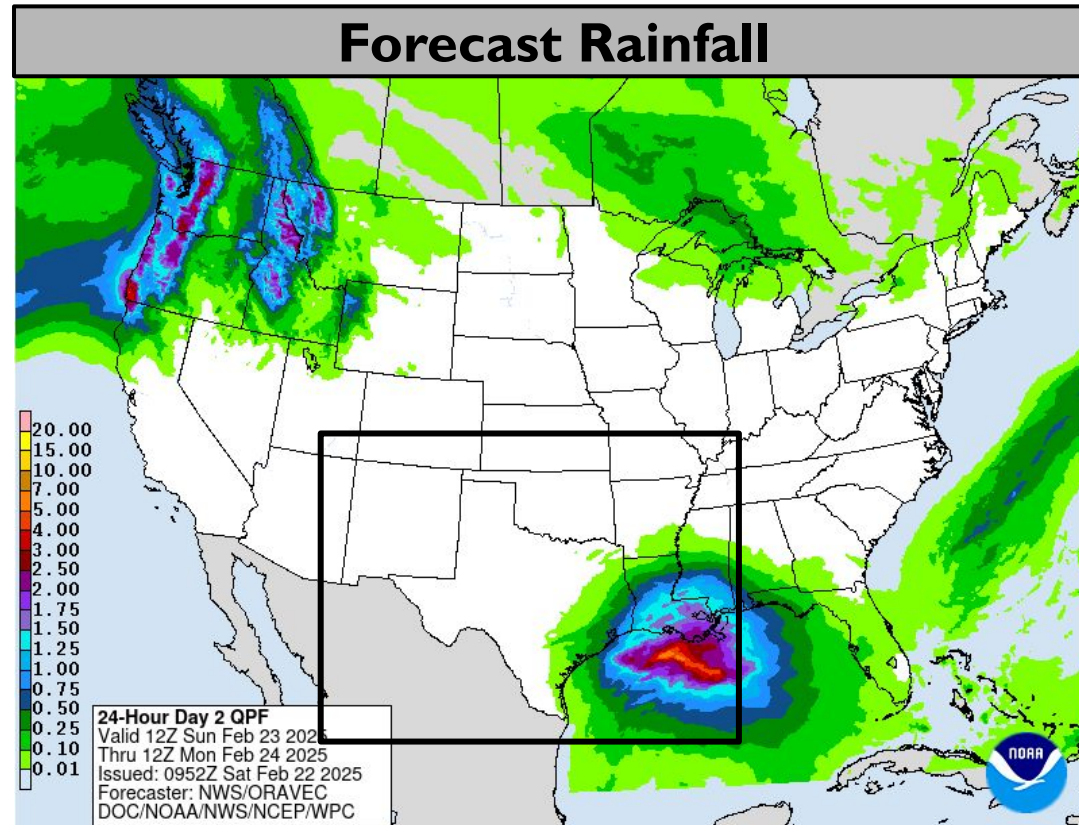 Forecast Rainfall
20.00
15.00
10.00
7.00
5.00
4.00
3.00
2.50
2.00
1.75
1.50
1.25
1.00
0.75
0.50
0.25
0.10
0.01
24-Hour Day 2 QPF
Valid 12Z Sun Feb 23 2025
Thru 12Z Mon Feb 24 2025
Issued: 0952Z Sat Feb 22 2025
Forecaster: NWS/ORAVEC
DOC/NOAA/NWS/NCEP/WPC
NOAA